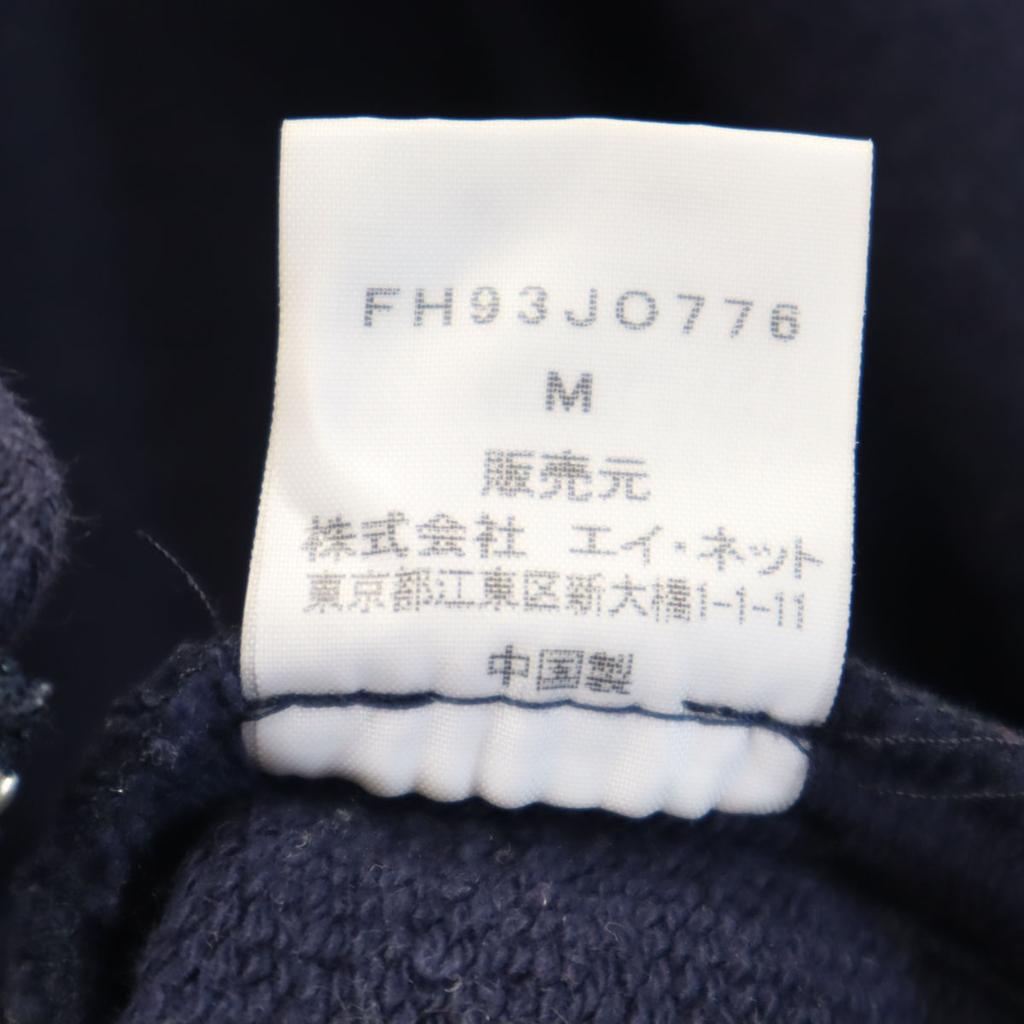 FH93JO776
M
販売元
株式会社 エイ・ネット
東京都江東区新大橋1-1-11
中国製